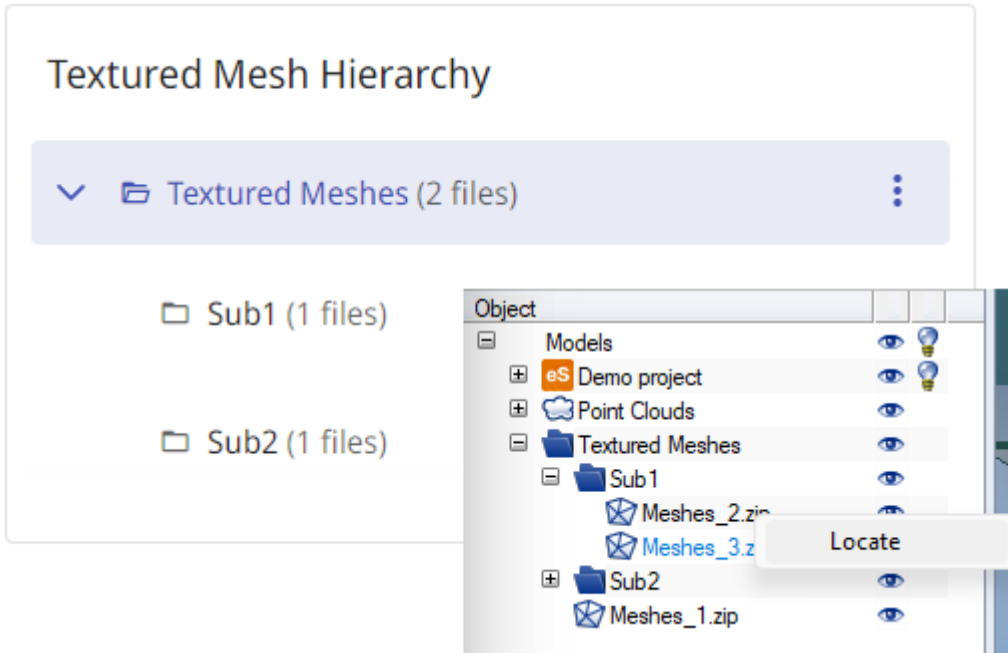 Textured Mesh Hierarchy
Textured Meshes (2 files)
Sub1 (1 files)
Sub2 (1 files)
Object
Models
eS Demo project
Point Clouds
Textured Meshes
Sub1
Meshes_2.zip
Meshes_3.z
Locate
Sub2
Meshes_1.zip